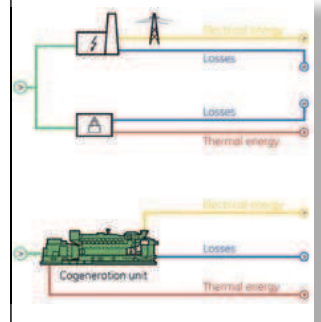 Electrical energy
Losses
Losses
Thermal energy
Electrical energy
Losses
Cogeneration unit
Thermal energy